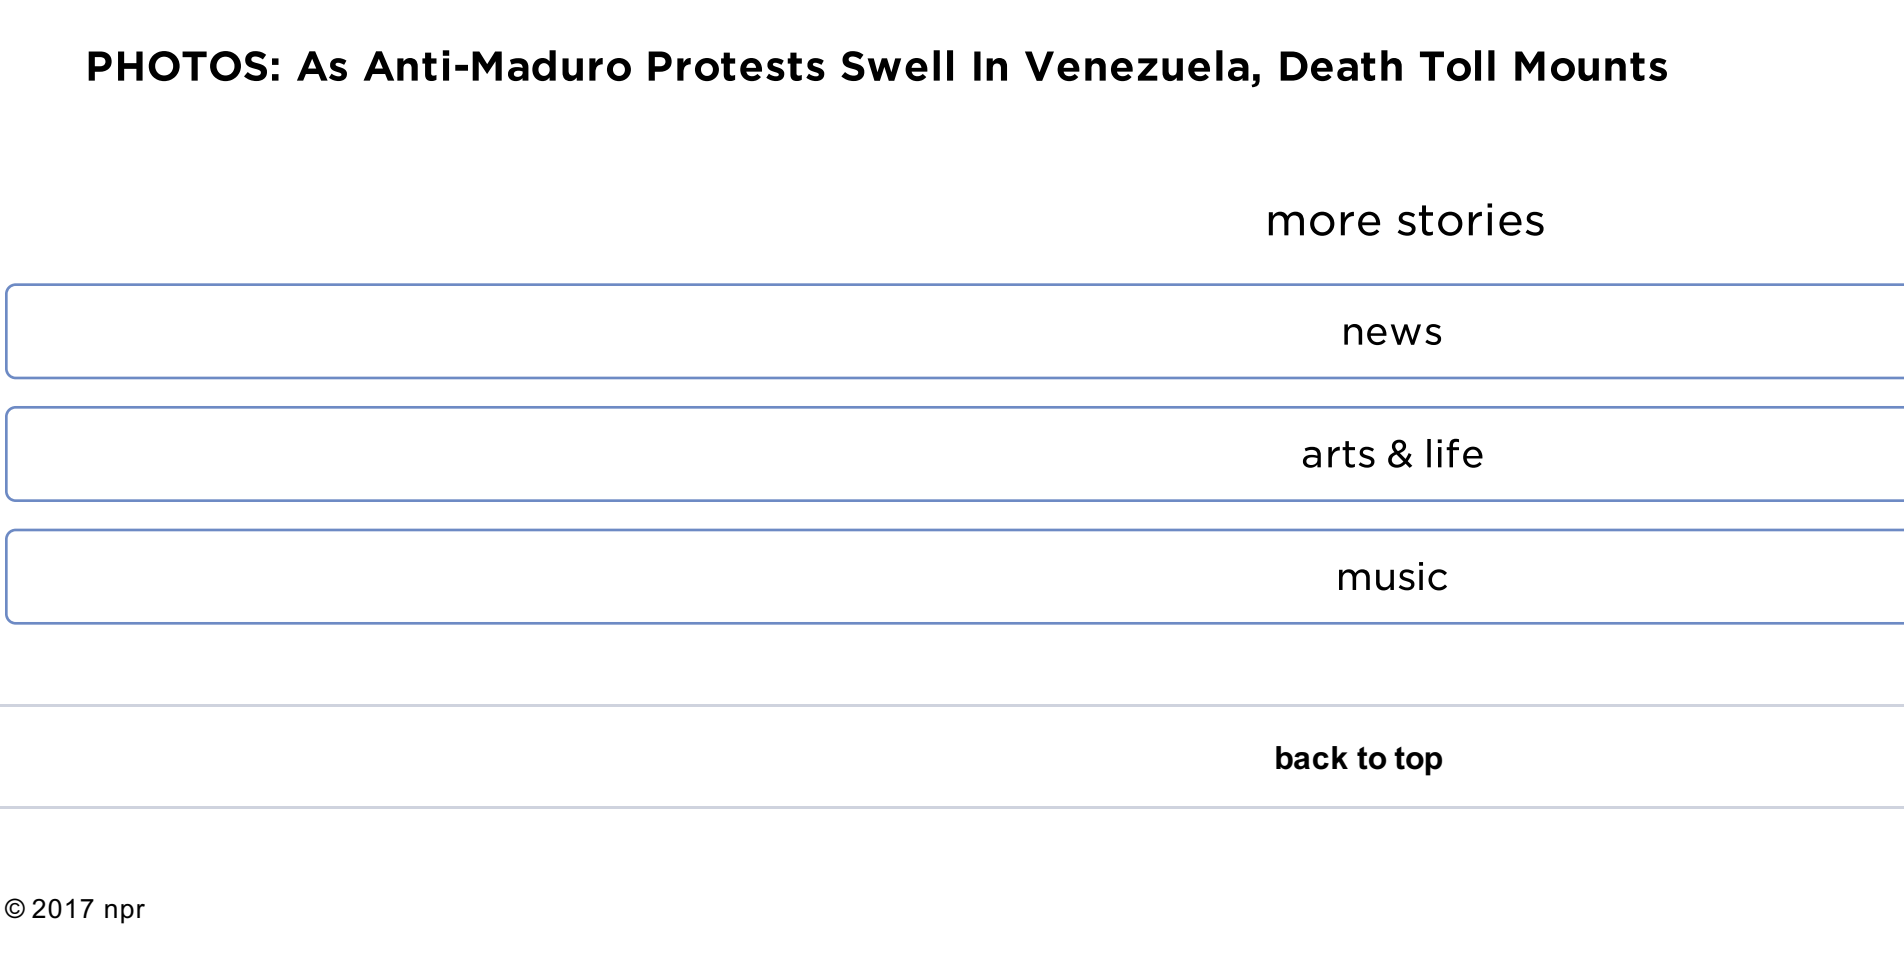 PHOTOS: As Anti-Maduro Protests Swell In Venezuela, Death Toll Mounts
more stories
news
arts & life
music
back to top
© 2017 npr